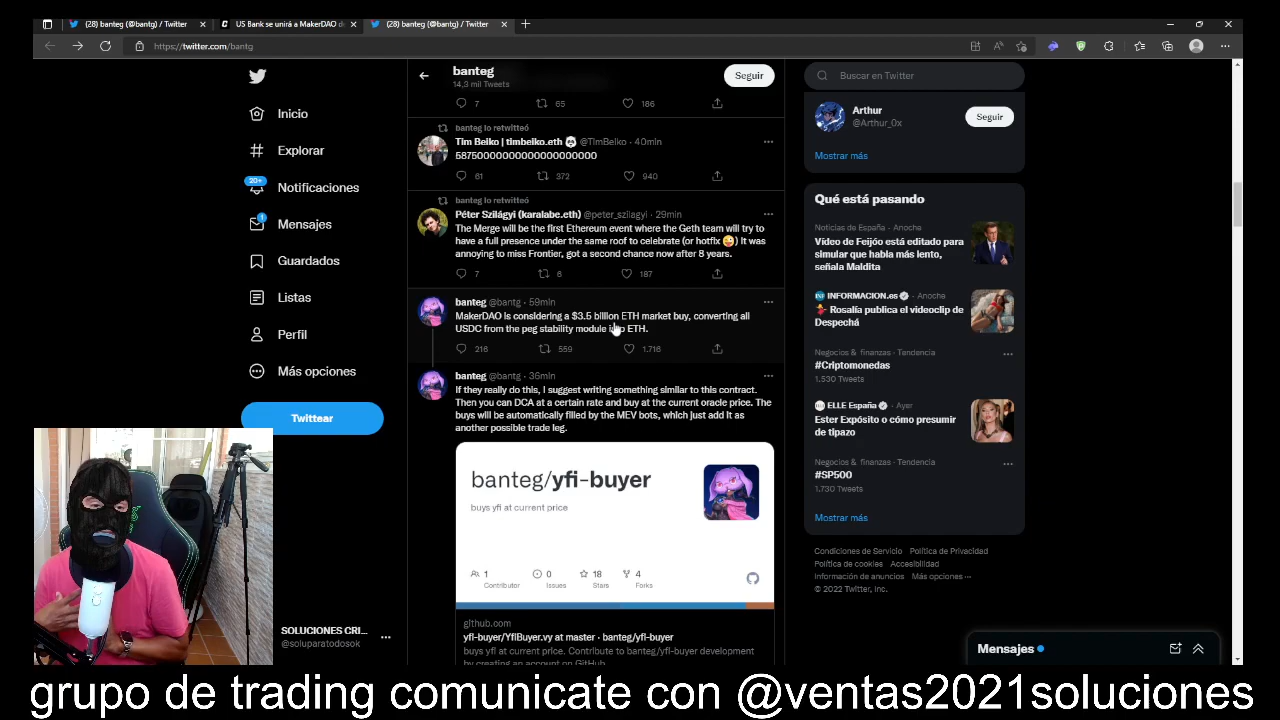 (28) banteg (@bantg) / Twitter
US Bank se unirá a MakerDAO de
(28) banteg (@bantg) / Twitter
https://twitter.com/bantg
Inicio
Explorar
20+
Notificaciones
1
Mensajes
Guardados
Listas
Perfil
Más opciones
Twittear
SOLUCIONES CRI...
@soluparatodosok
banteg
14,3 mil Tweets
Seguir
7 65 186
banteg lo retwitteó
Tim Beiko | timbeiko.eth @TimBeiko · 40min
61 372 940
banteg lo retwitteó
Péter Szilágyi (karalabe.eth) @peter_szilagyi · 29min
The Merge will be the first Ethereum event where the Geth team will try to
have a full presence under the same roof to celebrate (or hotfix 😜) It was
annoying to miss Frontier, got a second chance now after 8 years.
7 6 187
banteg @bantg · 59min
MakerDAO is considering a $3.5 billion ETH market buy, converting all
USDC from the peg stability module into ETH.
216 559 1.716
banteg @bantg · 36min
If they really do this, I suggest writing something similar to this contract.
Then you can DCA at a certain rate and buy at the current oracle price. The
buys will be automatically filled by the MEV bots, which just add it as
another possible trade leg.
banteg/yfi-buyer
buys yfi at current price
1 0 18 4
Contributor Issues Stars Forks
github.com
yfi-buyer/YfiBuyer.vy at master · banteg/yfi-buyer
buys yfi at current price. Contribute to banteg/yfi-buyer development
by creating an account on GitHub.
Buscar en Twitter
Arthur
@Arthur_0x
Seguir
Mostrar más
Qué está pasando
Noticias de España · Anoche
Vídeo de Feijóo está editado para
simular que habla más lento,
señala Maldita
INFORMACION.es · Anoche
💃 Rosalía publica el videoclip de
Despechá
Negocios & finanzas · Tendencia
#Criptomonedas
1.530 Tweets
ELLE España · Ayer
Ester Expósito o cómo presumir
de tipazo
Negocios & finanzas · Tendencia
#SP500
1.730 Tweets
Mostrar más
Condiciones de Servicio Política de Privacidad
Política de cookies Accesibilidad
Información de anuncios Más opciones ···
© 2022 Twitter, Inc.
Mensajes
grupo de trading comunicate con @ventas2021soluciones